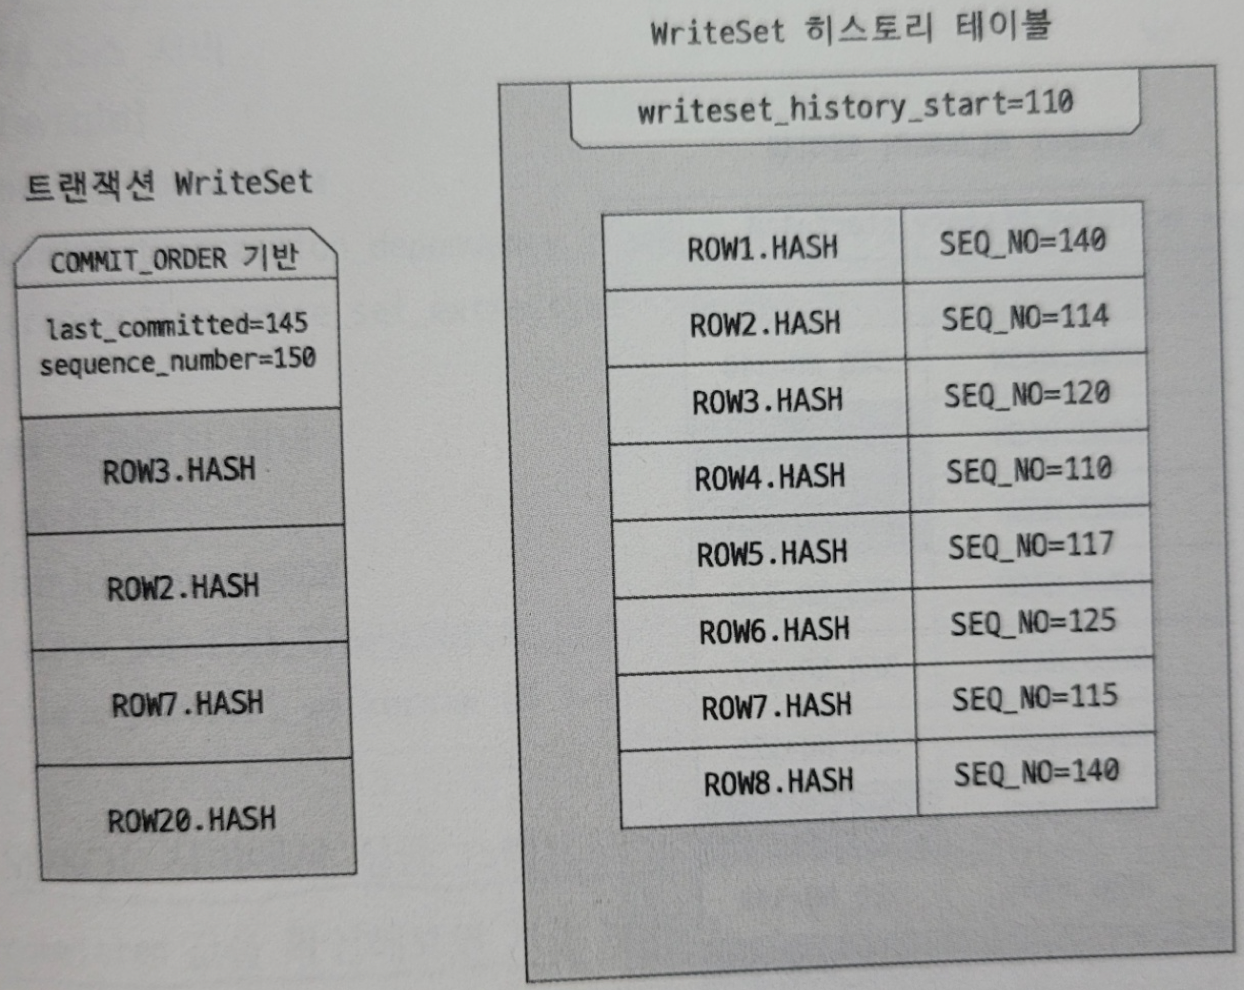 WriteSet 히스토리 테이블
writeset_history_start=110
트랜잭션 WriteSet
COMMIT_ORDER 기반
last_committed=145
sequence_number=150
ROW3.HASH
ROW2.HASH
ROW7.HASH
ROW20.HASH
ROW1.HASH SEQ_NO=140
ROW2.HASH SEQ_NO=114
ROW3.HASH SEQ_NO=120
ROW4.HASH SEQ_NO=110
ROW5.HASH SEQ_NO=117
ROW6.HASH SEQ_NO=125
ROW7.HASH SEQ_NO=115
ROW8.HASH SEQ_NO=140